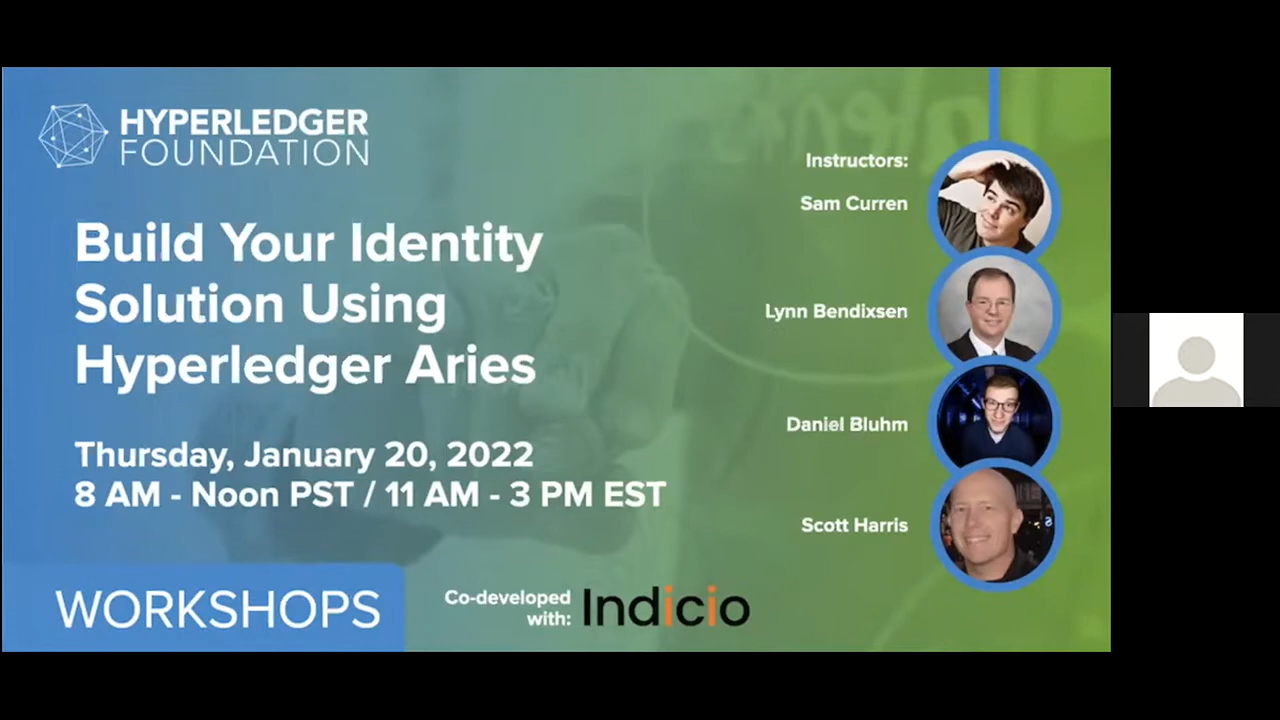 HYPERLEDGER
FOUNDATION
Build Your Identity
Solution Using
Hyperledger Aries
Thursday, January 20, 2022
8 AM - Noon PST / 11 AM - 3 PM EST
WORKSHOPS
Co-developed
with:
Indicio
Instructors:
Sam Curren
Lynn Bendixsen
Daniel Bluhm
Scott Harris